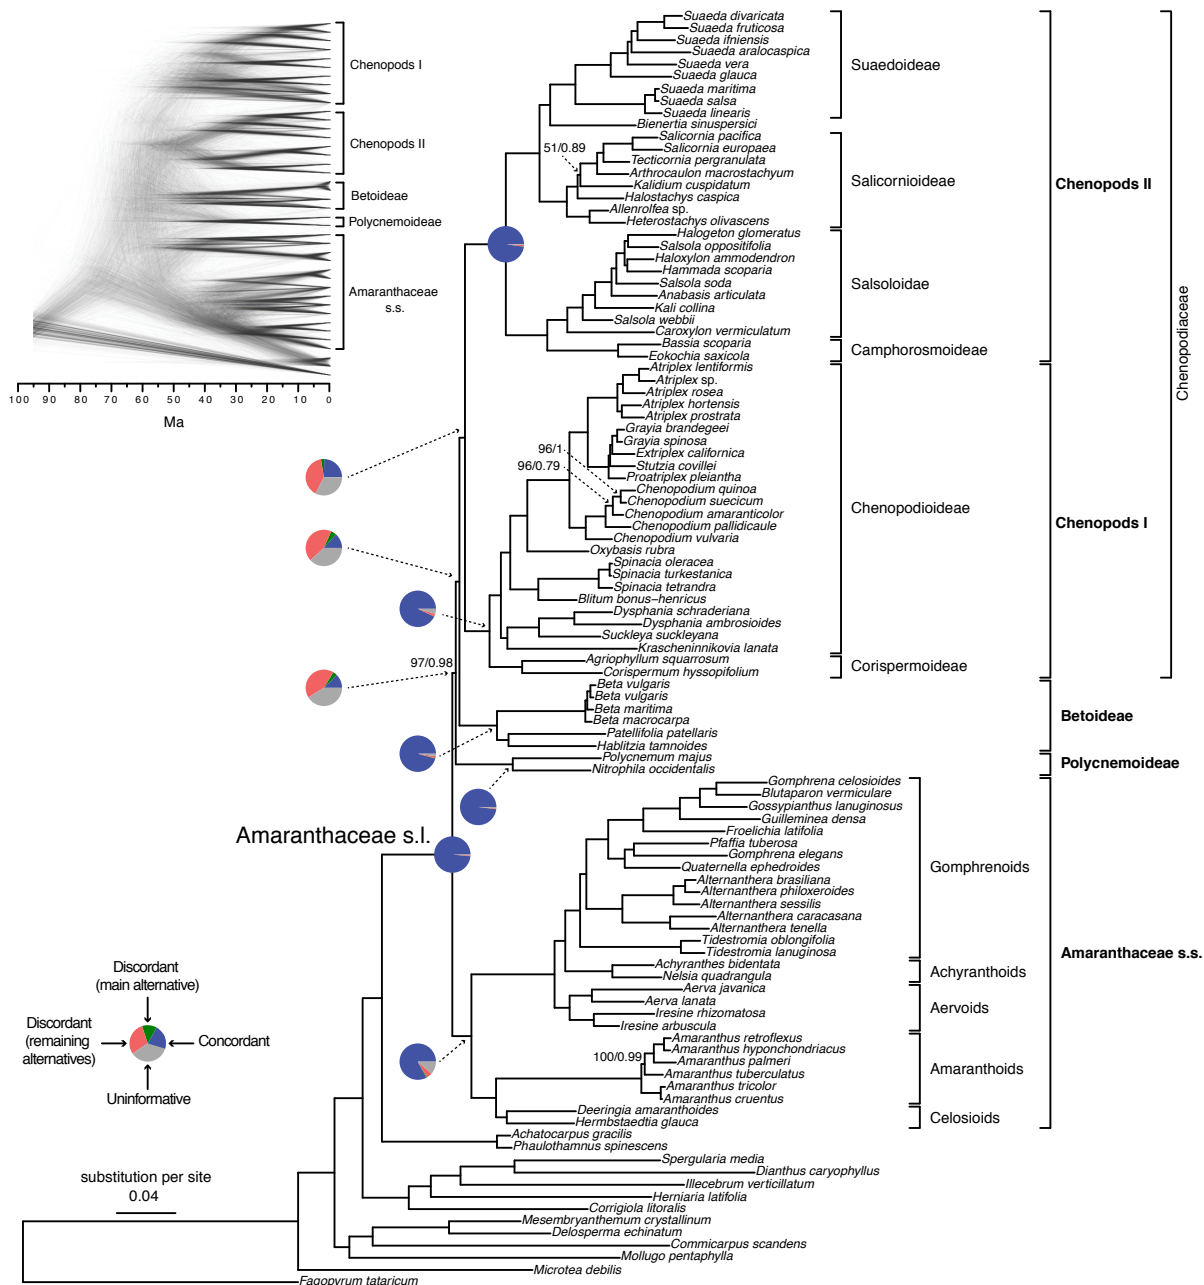 Chenopods I
Chenopods II
Betoideae
Polycnemoideae
Amaranthaceae
s.s.
100 90 80 70 60 50 40 30 20 10 0
Ma
Suaeda divaricata
Suaeda fruticosa
Suaeda ifniensis
Suaeda aralocaspica
Suaeda vera
Suaeda glauca
Suaeda maritima
Suaeda salsa
Suaeda linearis
Bienertia sinuspersici
Salicornia pacifica
Salicornia europaea
Tecticornia pergranulata
Arthrocaulon macrostachyum
Kalidium cuspidatum
Halostachys caspica
Allenrolfea sp.
Heterostachys olivascens
Halogeton glomeratus
Salsola oppositifolia
Haloxylon ammodendron
Hammada scoparia
Salsola soda
Anabasis articulata
Kali collina
Salsola webbii
Caroxylon vermiculatum
Bassia scoparia
Eokochia saxicola
Atriplex lentiformis
Atriplex sp.
Atriplex rosea
Atriplex hortensis
Atriplex prostrata
Grayia brandegeei
Grayia spinosa
Extriplex californica
Stutzia covillei
Proatriplex pleiantha
Chenopodium quinoa
Chenopodium suecicum
Chenopodium amaranticolor
Chenopodium pallidicaule
Chenopodium vulvaria
Oxybasis rubra
Spinacia oleracea
Spinacia turkestanica
Spinacia tetrandra
Blitum bonus−henricus
Dysphania schraderiana
Dysphania ambrosioides
Suckleya suckleyana
Krascheninnikovia lanata
Agriophyllum squarrosum
Corispermum hyssopifolium
Beta vulgaris
Beta vulgaris
Beta maritima
Beta macrocarpa
Patellifolia patellaris
Hablitzia tamnoides
Polycnemum majus
Nitrophila occidentalis
Gomphrena celosioides
Blutaparon vermiculare
Gossypianthus lanuginosus
Guilleminea densa
Froelichia latifolia
Pfaffia tuberosa
Gomphrena elegans
Quaternella ephedroides
Alternanthera brasiliana
Alternanthera philoxeroides
Alternanthera sessilis
Alternanthera caracasana
Alternanthera tenella
Tidestromia oblongifolia
Tidestromia lanuginosa
Achyranthes bidentata
Nelsia quadrangula
Aerva javanica
Aerva lanata
Iresine rhizomatosa
Iresine arbuscula
Amaranthus retroflexus
Amaranthus hyponchondriacus
Amaranthus palmeri
Amaranthus tuberculatus
Amaranthus tricolor
Amaranthus cruentus
Deeringia amaranthoides
Hermbstaedtia glauca
Achatocarpus gracilis
Phaulothamnus spinescens
Spergularia media
Dianthus caryophyllus
Illecebrum verticillatum
Herniaria latifolia
Corrigiola litoralis
Mesembryanthemum crystallinum
Delosperma echinatum
Commicarpus scandens
Mollugo pentaphylla
Microtea debilis
Fagopyrum tataricum
51/0.89
96/1
96/0.79
97/0.98
100/0.99
Amaranthaceae s.l.
Suaedoideae
Salicornioideae
Salsoloidae
Camphorosmoideae
Chenopodioideae
Corispermoideae
Gomphrenoids
Achyranthoids
Aervoids
Amaranthoids
Celosioids
Chenopods II
Chenopods I
Betoideae
Polycnemoideae
Amaranthaceae s.s.
Chenopodiaceae
Discordant
(main alternative)
Discordant
(remaining
alternatives)
Concordant
Uninformative
substitution per site
0.04